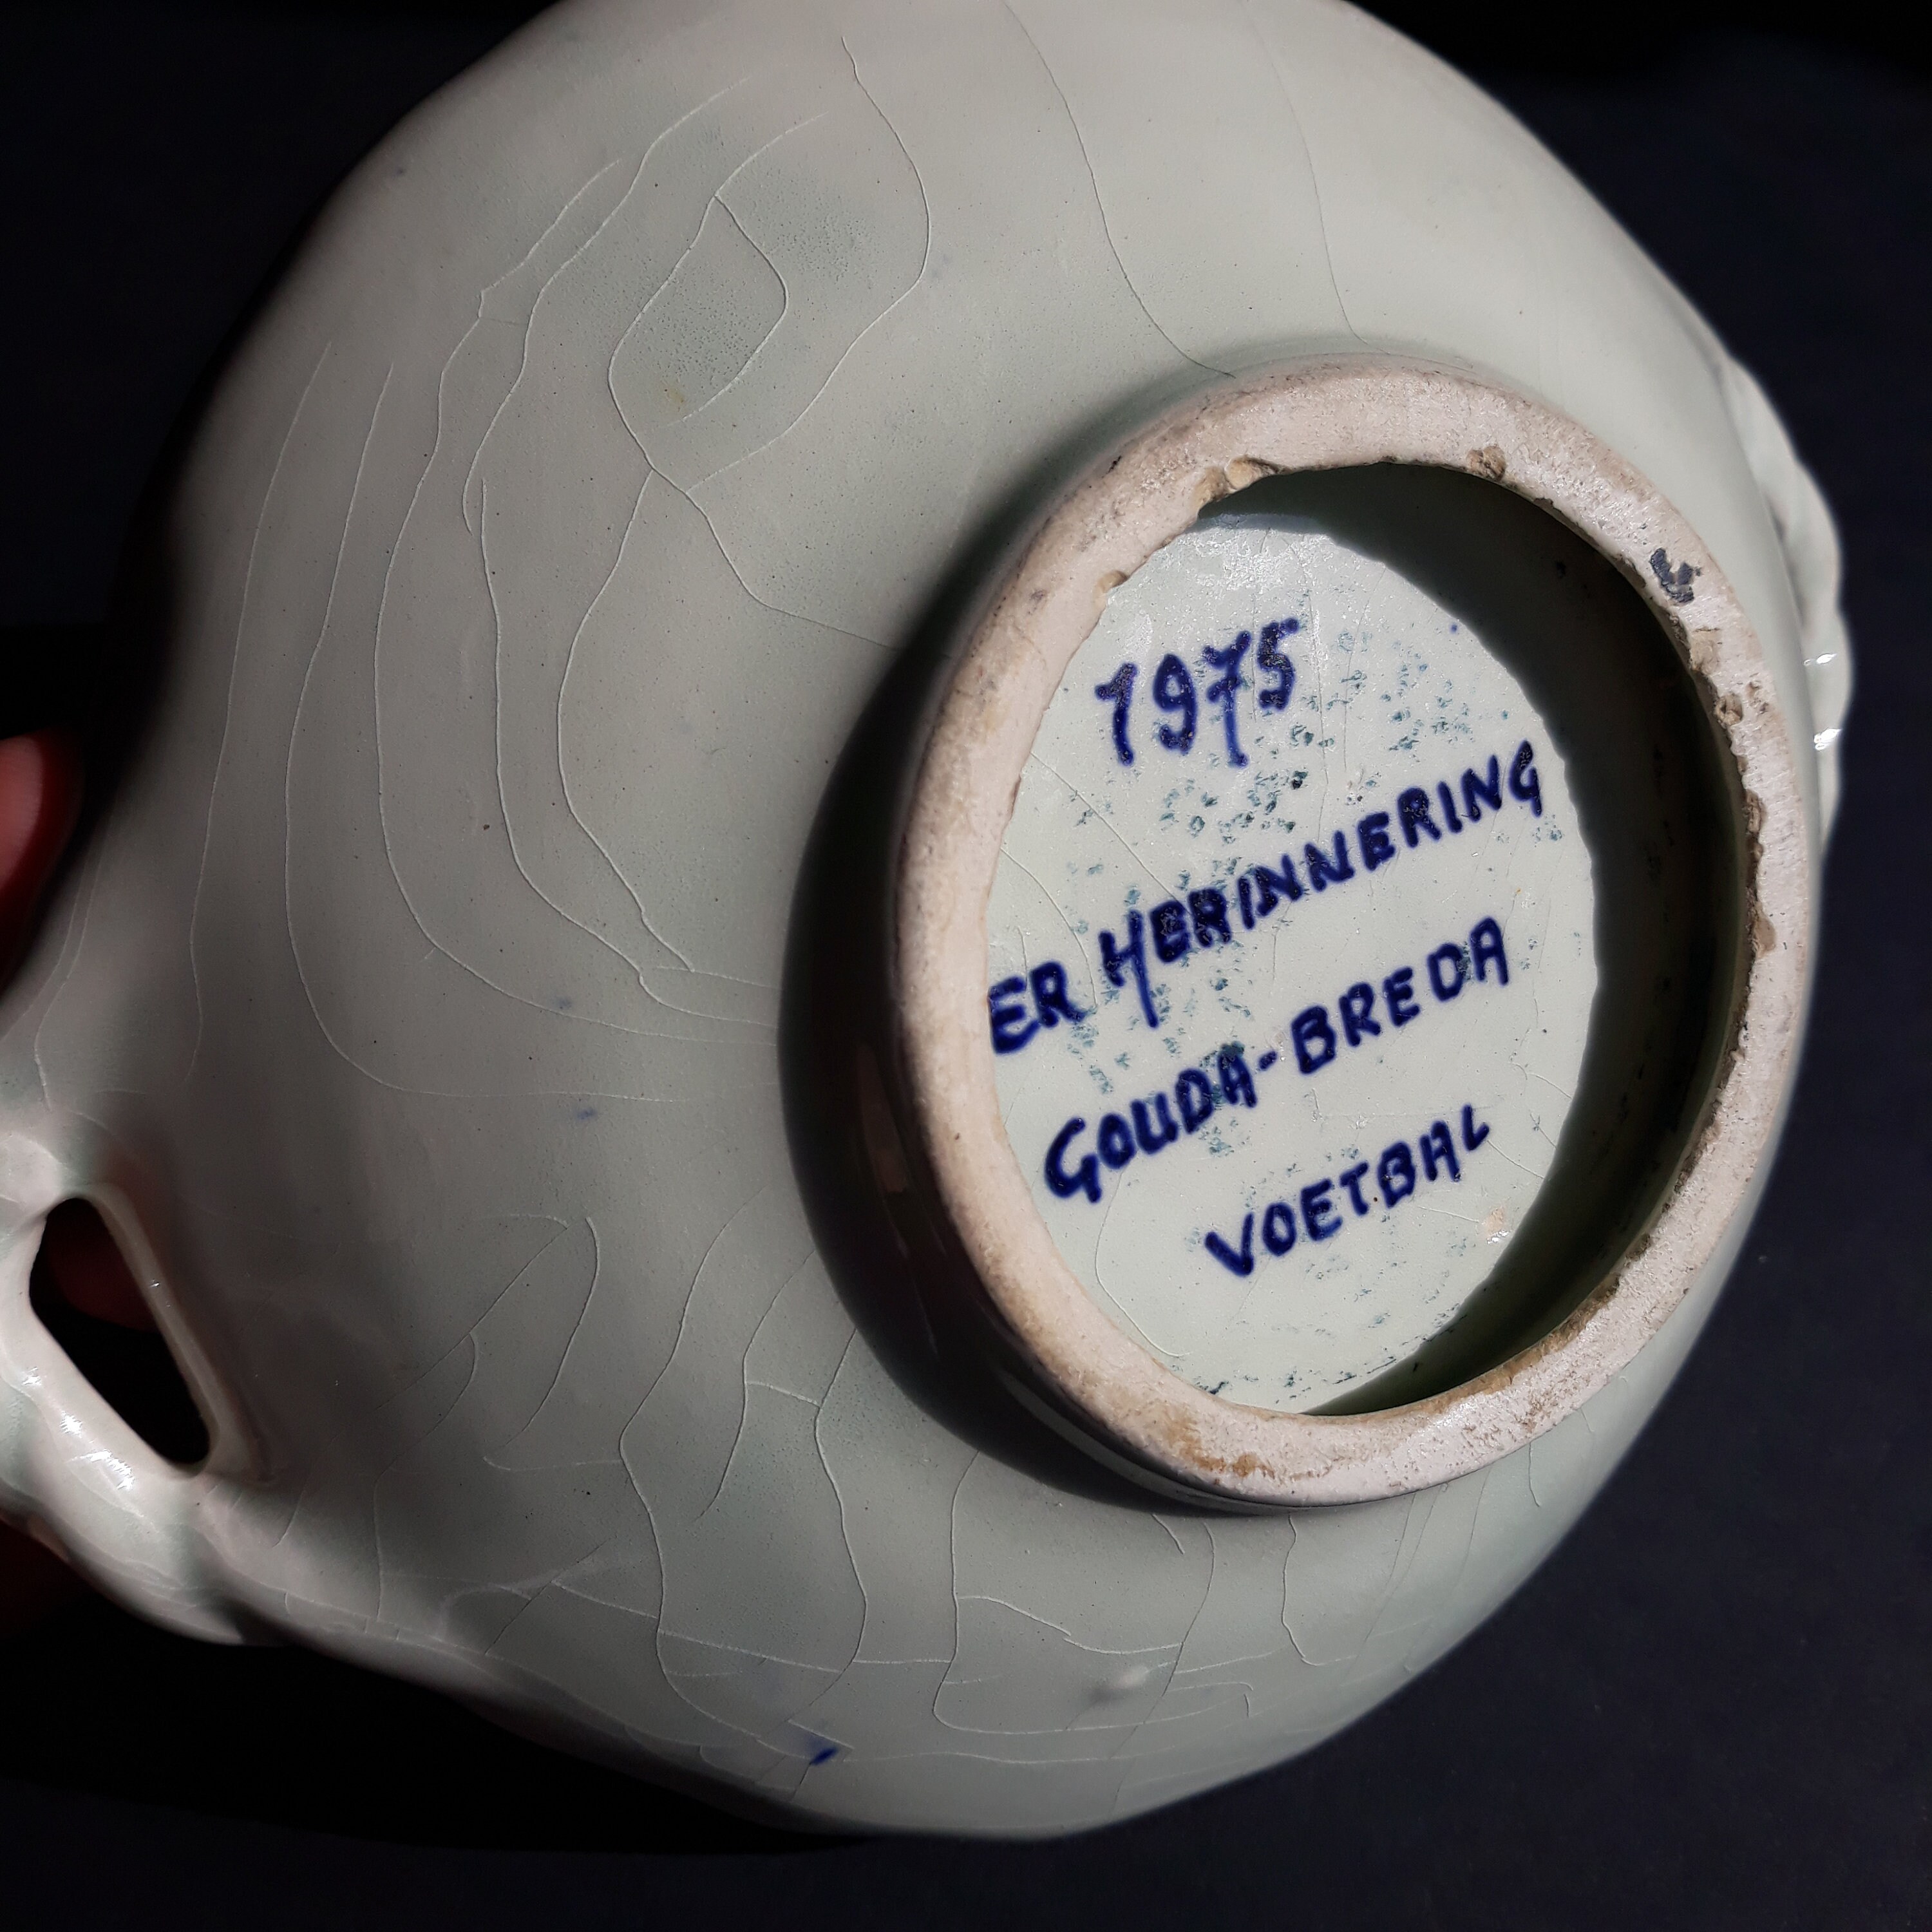 1975
ER HERINNERING
GOUDA-BREDA
VOETBAL